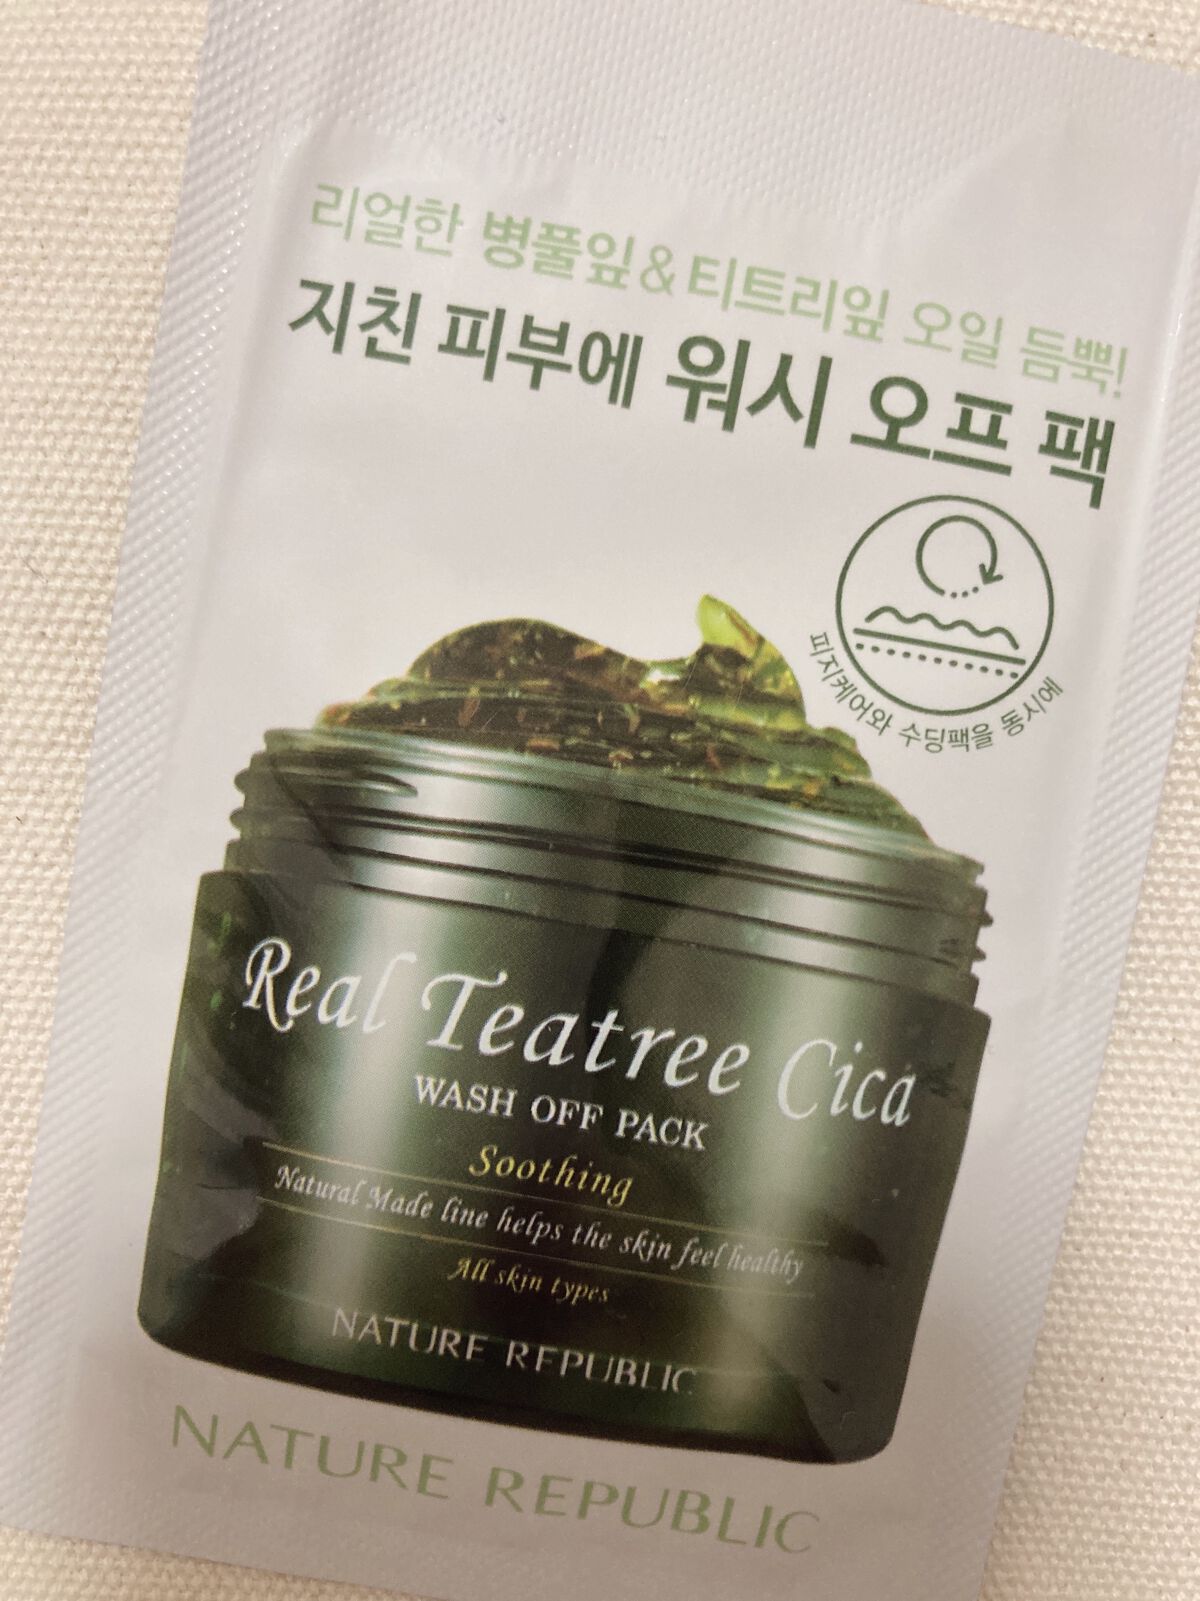 리얼한 병풀잎&티트리잎 오일 듬뿍!
지친 피부에 워시 오프 팩
피지케어와 수딩팩을 동시에
Real Teatree Cica
WASH OFF PACK
Soothing
Natural Made line helps the skin feel healthy
All skin types
NATURE REPUBLIC
NATURE REPUBLIC